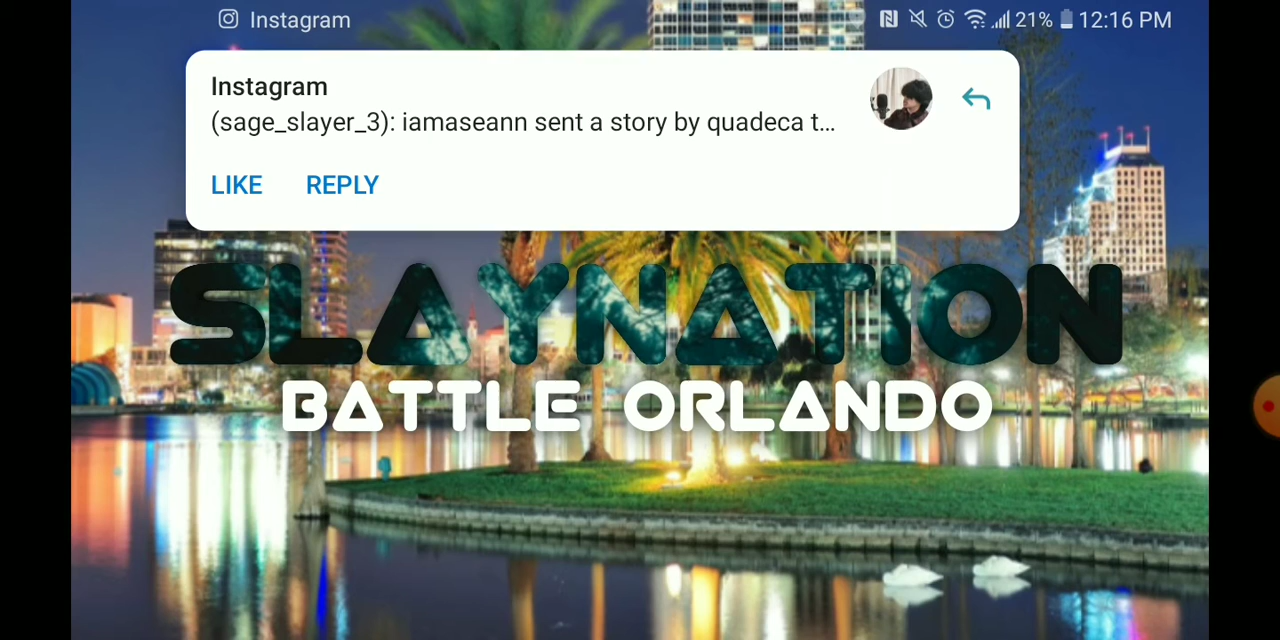 Instagram 21% 12:16 PM
Instagram
(sage_slayer_3): iamaseann sent a story by quadeca t...
LIKE REPLY
SLAYNATION
BATTLE ORLANDO